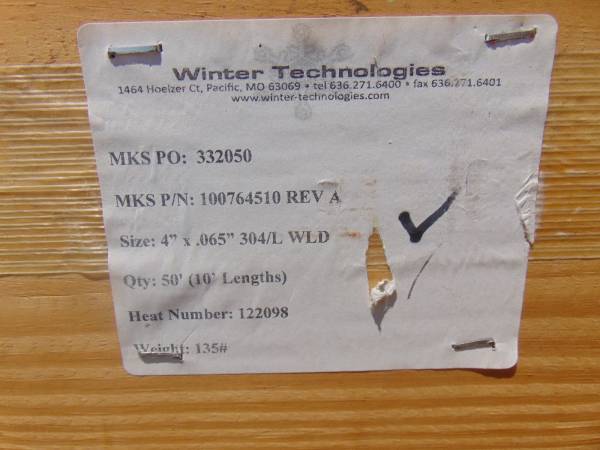 Winter Technologies
1464 Hoelzer Ct, Pacific, MO 63069 • tel 636.271.6400 • fax 636.271.6401
www.winter-technologies.com
MKS PO: 332050
MKS P/N: 100764510 REV A
Size: 4” x .065” 304/L WLD
Qty: 50' (10' Lengths)
Heat Number: 122098
Weight: 135#